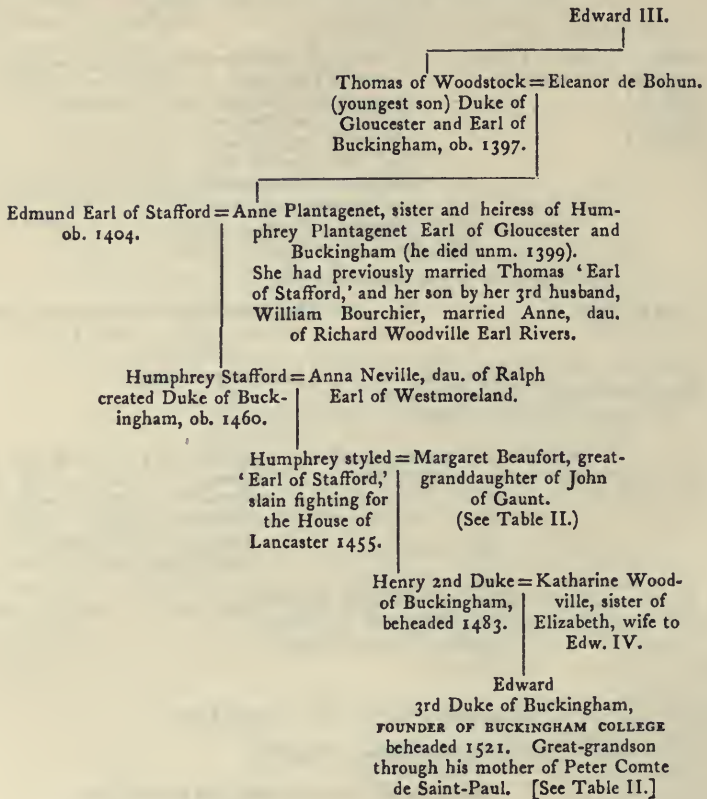 Edward III.
Thomas of Woodstock = Eleanor de Bohun.
(youngest son) Duke of
Gloucester and Earl of
Buckingham, ob. 1397.
Edmund Earl of Stafford = Anne Plantagenet, sister and heiress of Hum-
ob. 1404.
phrey Plantagenet Earl of Gloucester and
Buckingham (he died unm. 1399).
She had previously married Thomas ‘Earl
of Stafford,’ and her son by her 3rd husband,
William Bourchier, married Anne, dau.
of Richard Woodville Earl Rivers.
Humphrey Stafford = Anna Neville, dau. of Ralph
created Duke of Buck- Earl of Westmoreland.
ingham, ob. 1460.
Humphrey styled = Margaret Beaufort, great-
‘Earl of Stafford,’ granddaughter of John
slain fighting for of Gaunt.
the House of (See Table II.)
Lancaster 1455.
Henry 2nd Duke = Katharine Wood-
of Buckingham, ville, sister of
beheaded 1483. Elizabeth, wife to
Edw. IV.
Edward
3rd Duke of Buckingham,
FOUNDER OF BUCKINGHAM COLLEGE
beheaded 1521. Great-grandson
through his mother of Peter Comte
de Saint-Paul. [See Table II.]